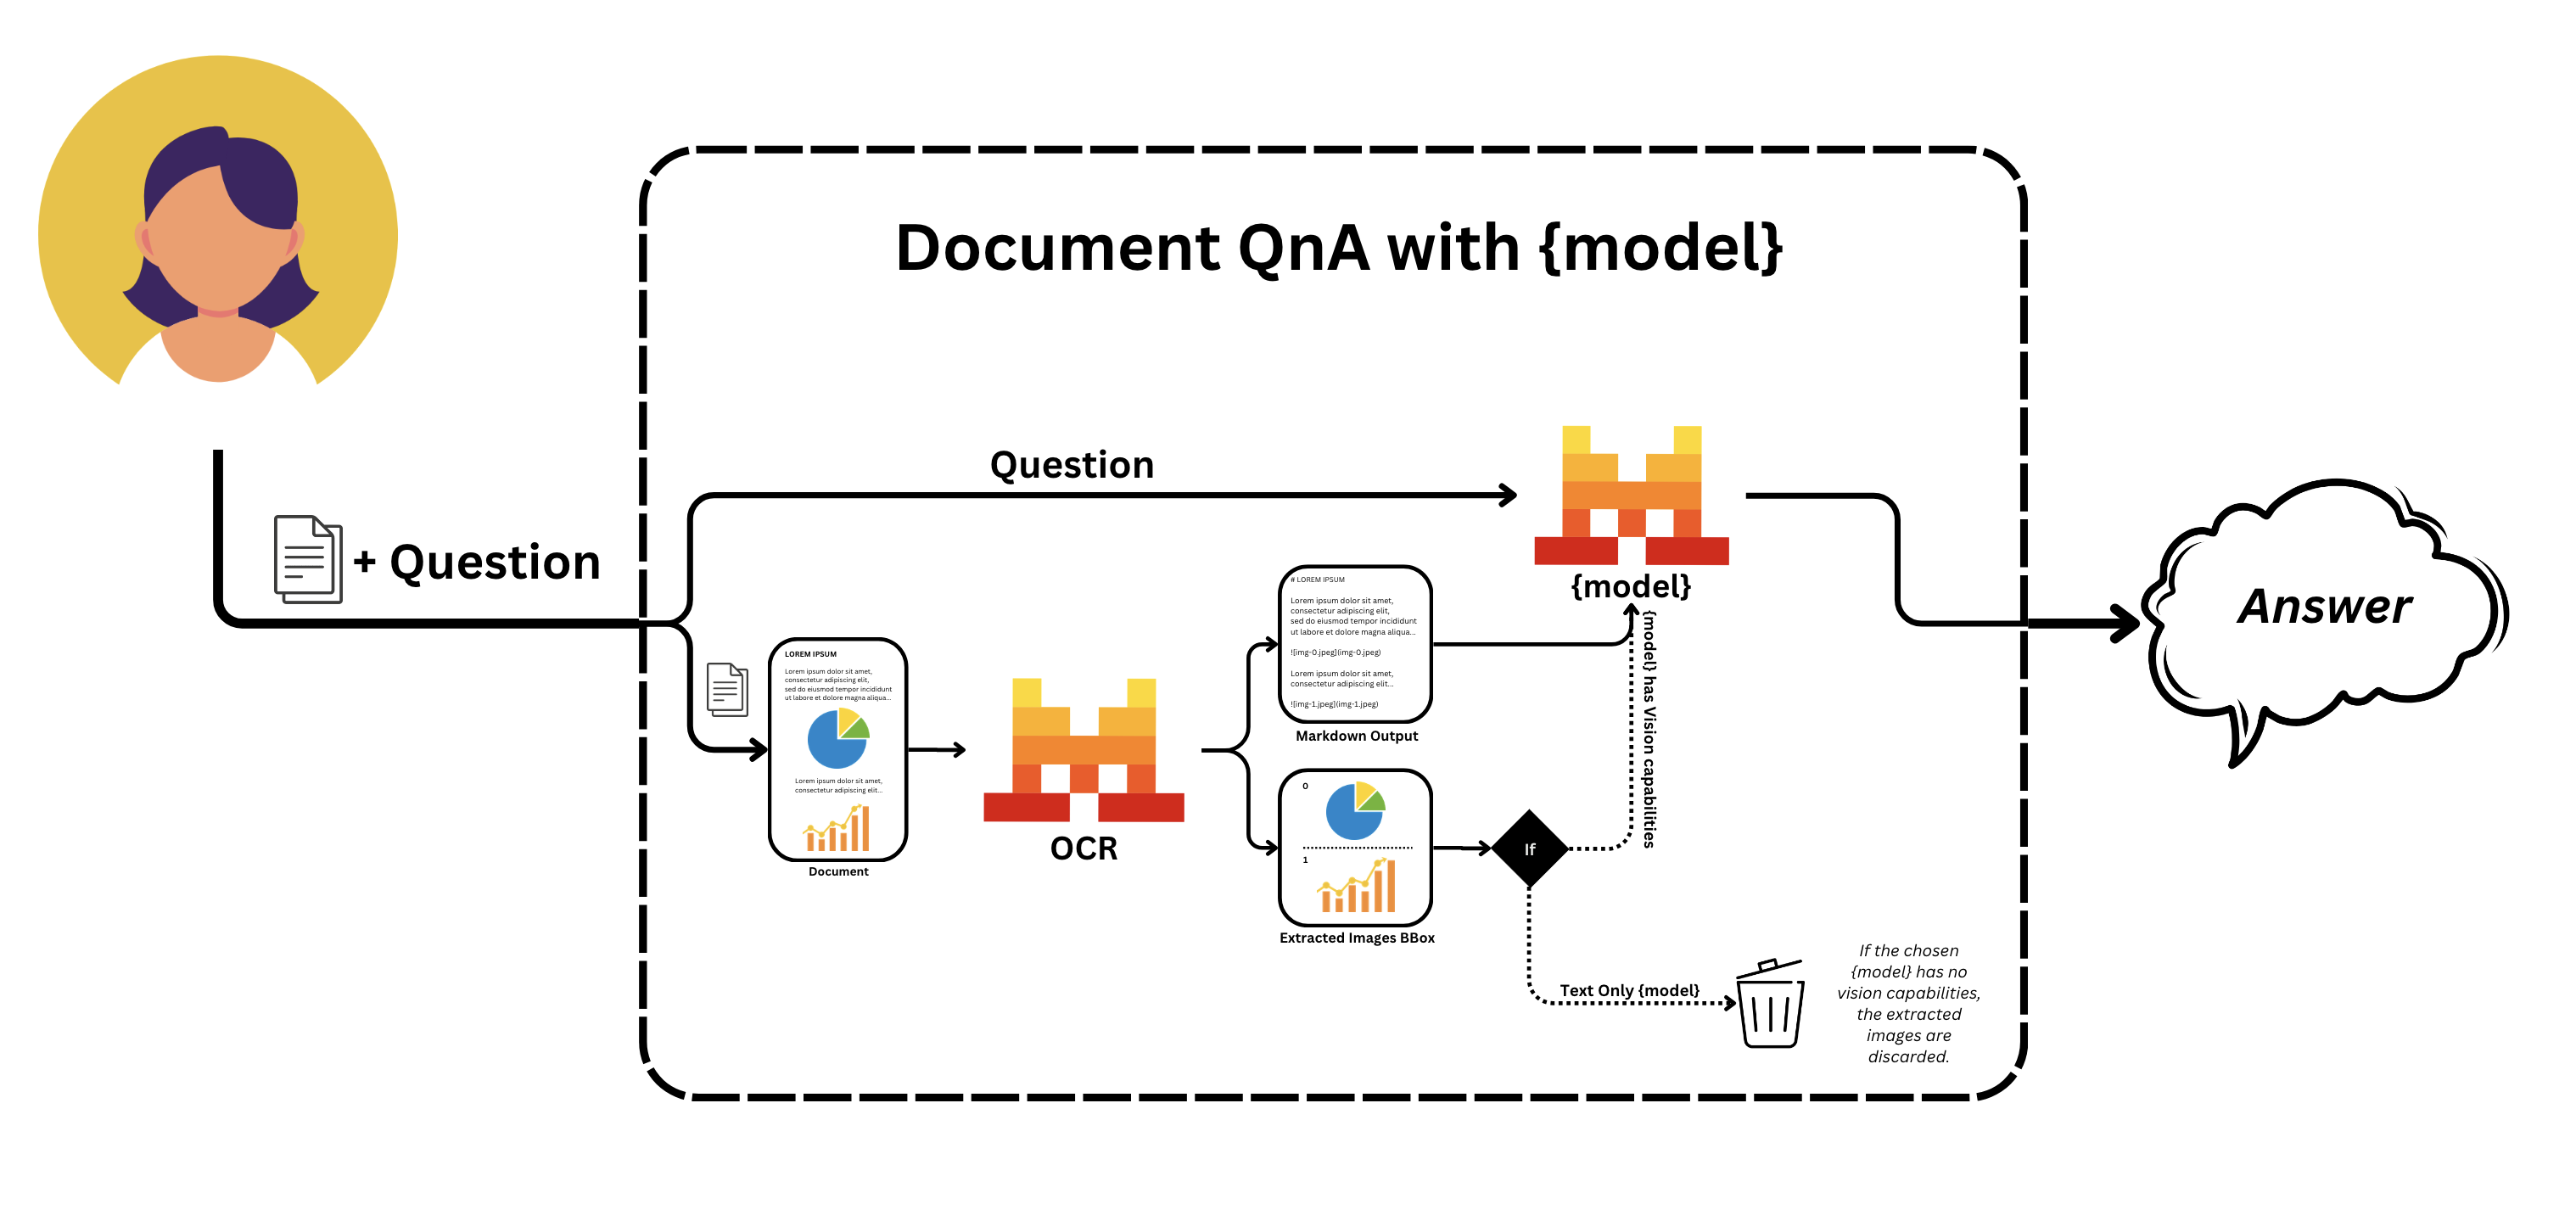 Document QnA with {model}
+ Question
Question
{model}
LOREM IPSUM
Lorem ipsum dolor sit amet,
consectetur adipiscing elit,
sed do eiusmod tempor incididunt
ut labore et dolore magna aliqua...
Lorem ipsum dolor sit amet,
consectetur adipiscing elit...
Document
OCR
# LOREM IPSUM
Lorem ipsum dolor sit amet,
consectetur adipiscing elit,
sed do eiusmod tempor incididunt
ut labore et dolore magna aliqua...
![img-0.jpeg](img-0.jpeg)
Lorem ipsum dolor sit amet,
consectetur adipiscing elit...
![img-1.jpeg](img-1.jpeg)
Markdown Output
0
1
Extracted Images BBox
If
{model} has Vision capabilities
Text Only {model}
If the chosen
{model} has no
vision capabilities,
the extracted
images are
discarded.
Answer